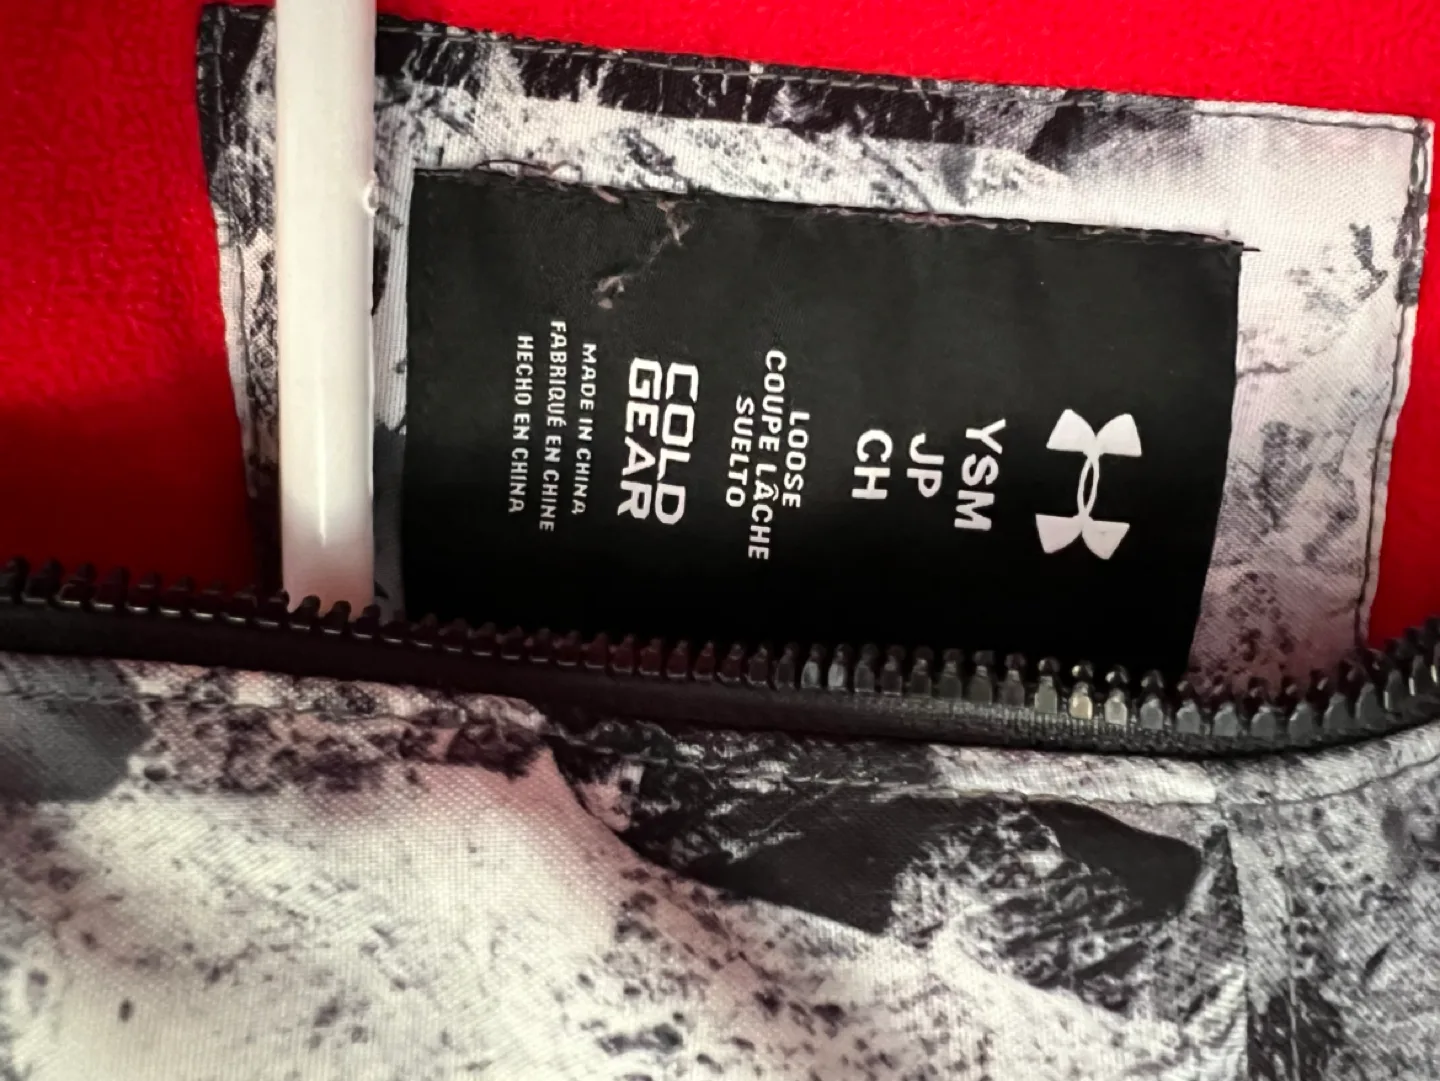 YSM
JP
CH
LOOSE
COUPE LÂCHE
SUELTO
COLD
GEAR
MADE IN CHINA
FABRIQUÉ EN CHINE
HECHO EN CHINA